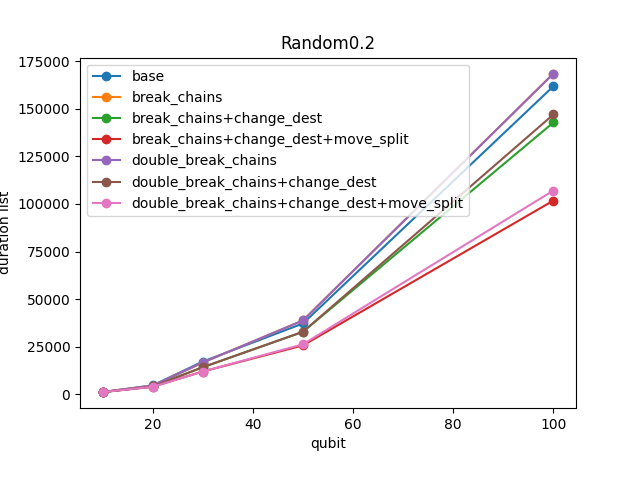 Random0.2
175000
150000
125000
100000
75000
50000
25000
0
duration list
base
break_chains
break_chains+change_dest
break_chains+change_dest+move_split
double_break_chains
double_break_chains+change_dest
double_break_chains+change_dest+move_split
20
40
60
80
100
qubit